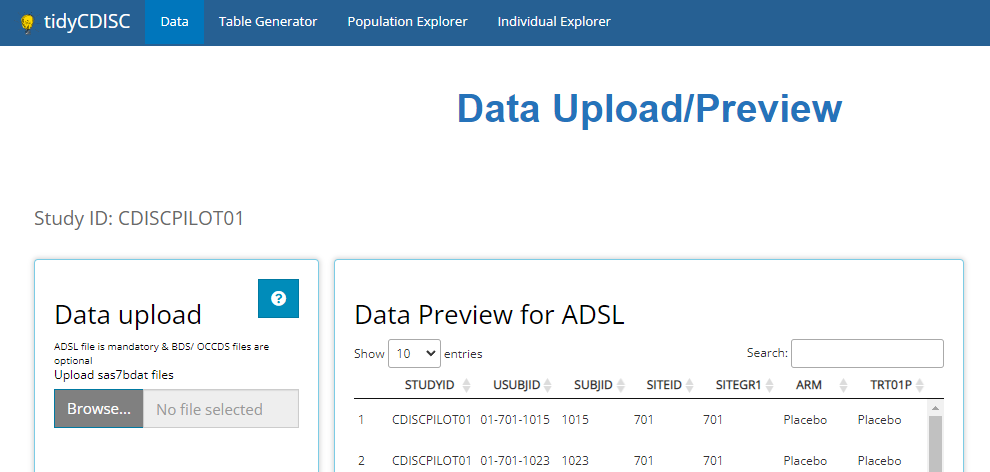 tidyCDISC Data Table Generator Population Explorer Individual Explorer
Data Upload/Preview
Study ID: CDISCPILOT01
?
Data upload
ADSL file is mandatory & BDS/ OCCDS files are
optional
Upload sas7bdat files
Browse... No file selected
Data Preview for ADSL
Show 10 entries Search:
STUDYID USUBJID SUBJID SITEID SITEGR1 ARM TRT01P
1 CDISCPILOT01 01-701-1015 1015 701 701 Placebo Placebo
2 CDISCPILOT01 01-701-1023 1023 701 701 Placebo Placebo